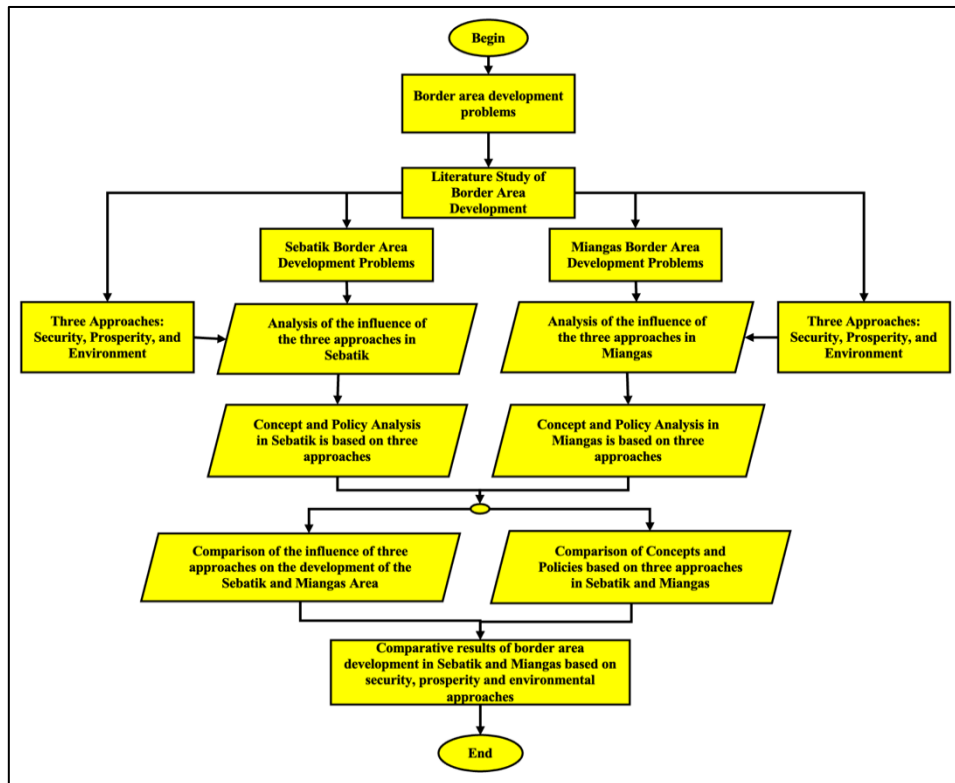 Begin
Border area development
problems
Literature Study of
Border Area
Development
Sebatik Border Area
Development Problems
Miangas Border Area
Development Problems
Three Approaches:
Security, Prosperity, and
Environment
Analysis of the influence of
the three approaches in
Sebatik
Analysis of the influence of
the three approaches in
Miangas
Three Approaches:
Security, Prosperity, and
Environment
Concept and Policy Analysis
in Sebatik is based on three
approaches
Concept and Policy Analysis in
Miangas is based on three
approaches
Comparison of the influence of three
approaches on the development of the
Sebatik and Miangas Area
Comparison of Concepts and
Policies based on three approaches
in Sebatik and Miangas
Comparative results of border area
development in Sebatik and Miangas based on
security, prosperity and environmental
approaches
End